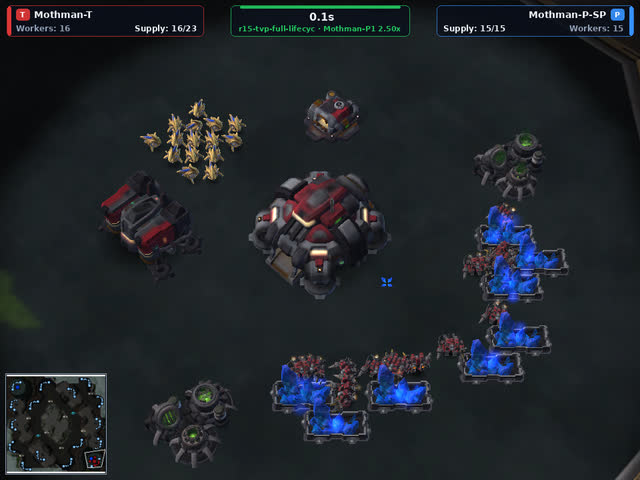 T Mothman-T
Workers: 16 Supply: 16/23
0.1s
r15-tvp-full-lifecyc • Mothman-P1 2.50x
Mothman-P-SP P
Supply: 15/15 Workers: 15